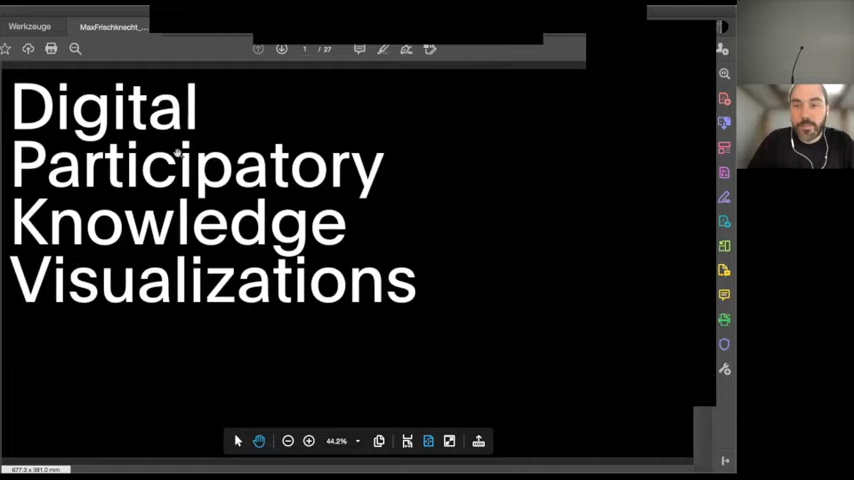 Werkzeuge
MaxFrischknecht_...
1 / 27
Digital
Participatory
Knowledge
Visualizations
44.2%
677.3 x 381.0 mm